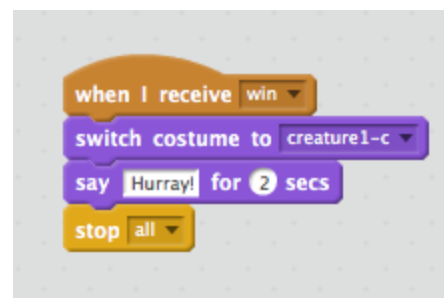 when I receive win
switch costume to creature1-c
say Hurray! for 2 secs
stop all